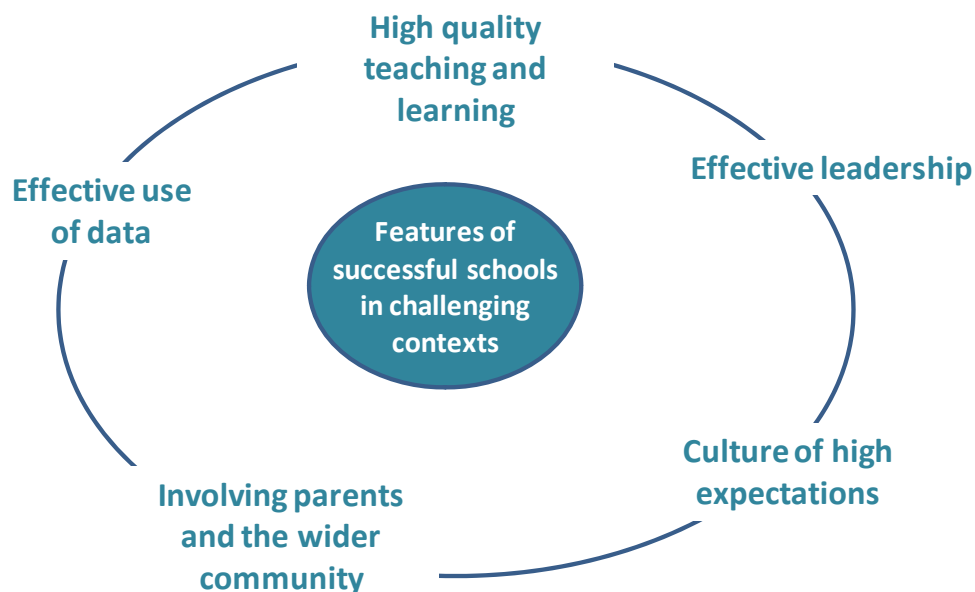 High quality
teaching and
learning
Effective leadership
Effective use
of data
Features of
successful schools
in challenging
contexts
Culture of high
expectations
Involving parents
and the wider
community